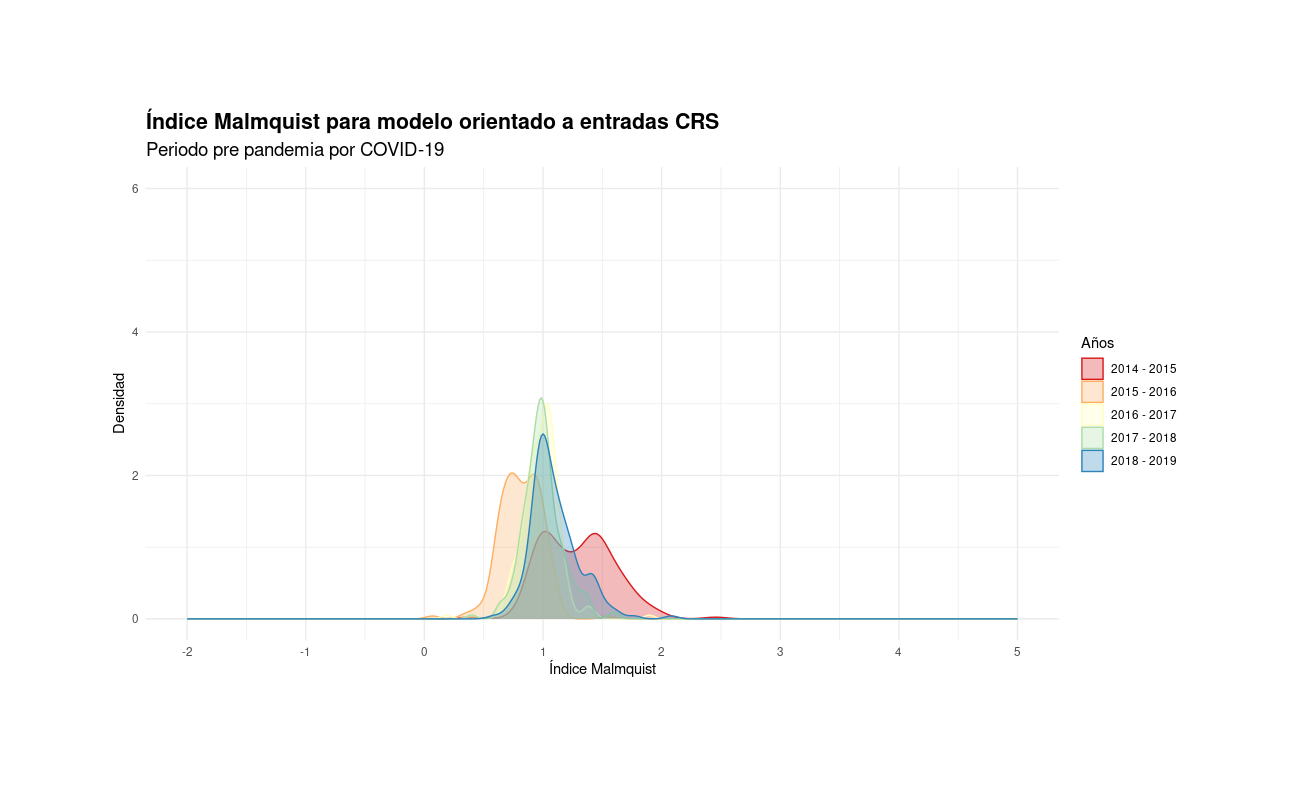 Índice Malmquist para modelo orientado a entradas CRS
Periodo pre pandemia por COVID-19
6
4
2
0
Densidad
-2 -1 0 1 2 3 4 5
Índice Malmquist
Años
2014 - 2015
2015 - 2016
2016 - 2017
2017 - 2018
2018 - 2019